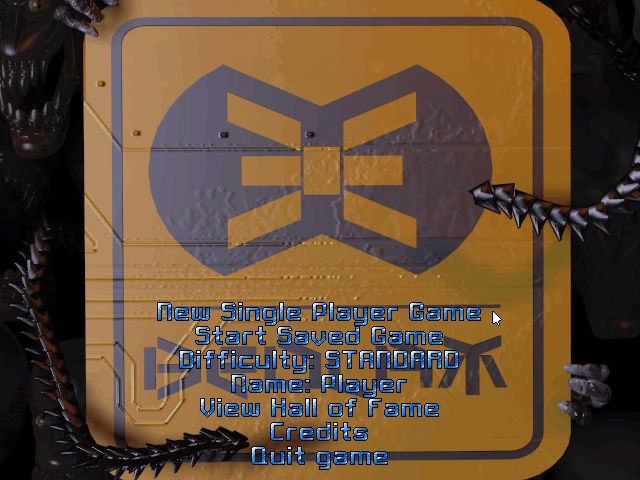 New Single Player Game
Start Saved Game
Difficulty: STANDARD
Name: Player
View Hall of Fame
Credits
Quit game